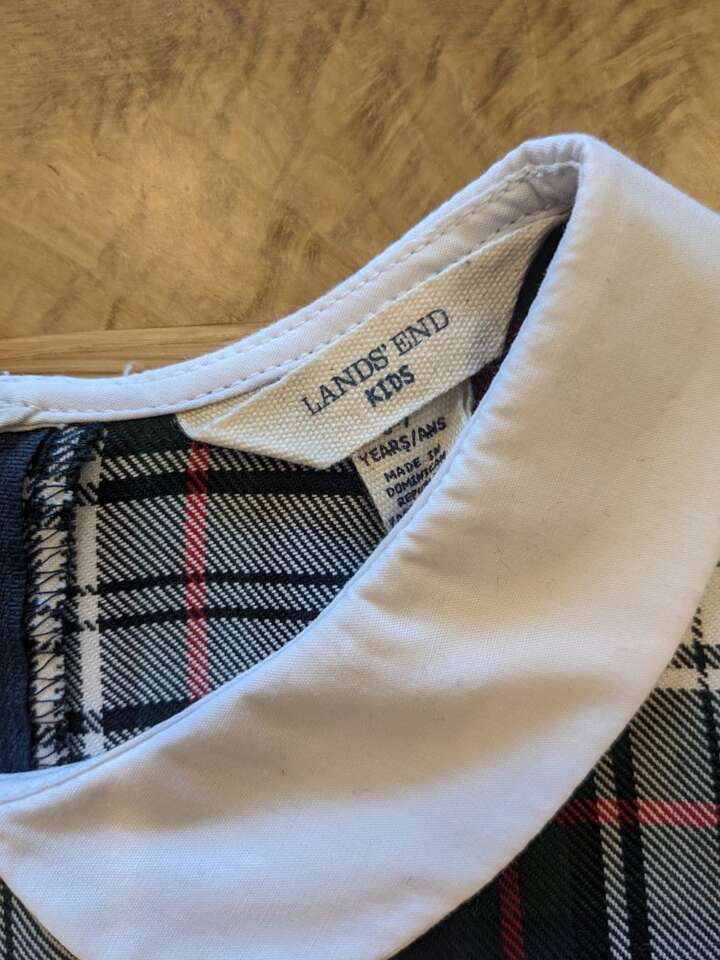 LANDS' END
KIDS
YEARS/ANS
MADE IN
DOMINICAN